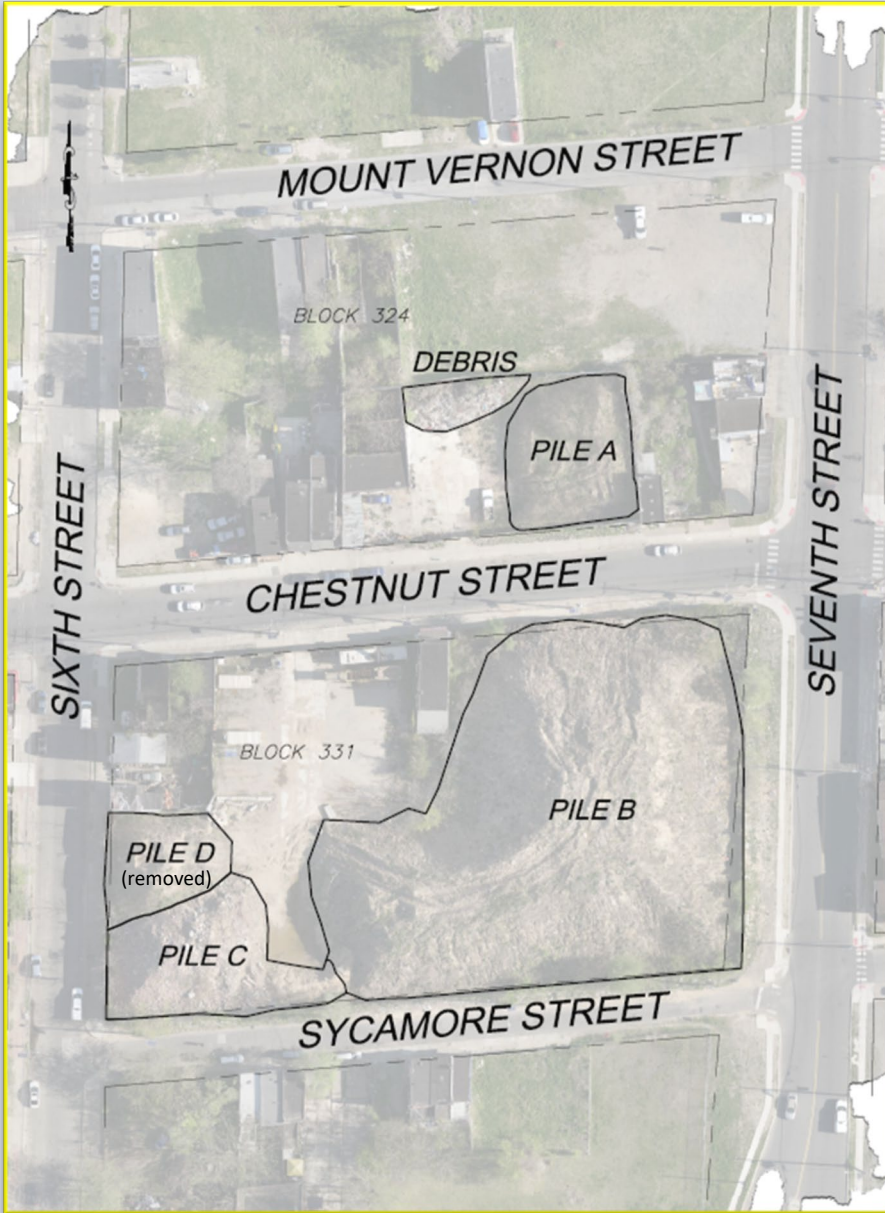 MOUNT VERNON STREET
BLOCK 324
DEBRIS
PILE A
SIXTH STREET
SEVENTH STREET
CHESTNUT STREET
BLOCK 331
PILE B
PILE D
(removed)
PILE C
SYCAMORE STREET